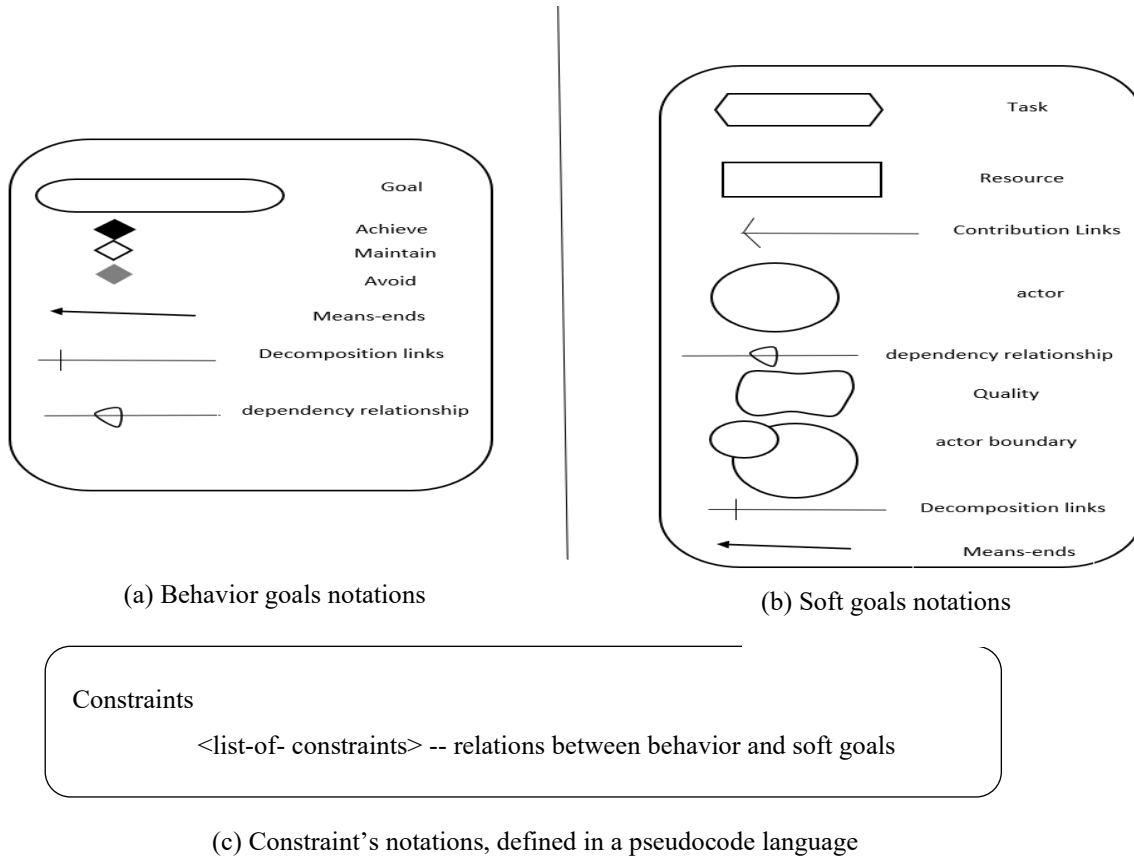 Goal
Achieve
Maintain
Avoid
Means-ends
Decomposition links
dependency relationship
(a) Behavior goals notations
Task
Resource
Contribution Links
actor
dependency relationship
Quality
actor boundary
Decomposition links
Means-ends
(b) Soft goals notations
Constraints
<list-of- constraints> -- relations between behavior and soft goals
(c) Constraint’s notations, defined in a pseudocode language